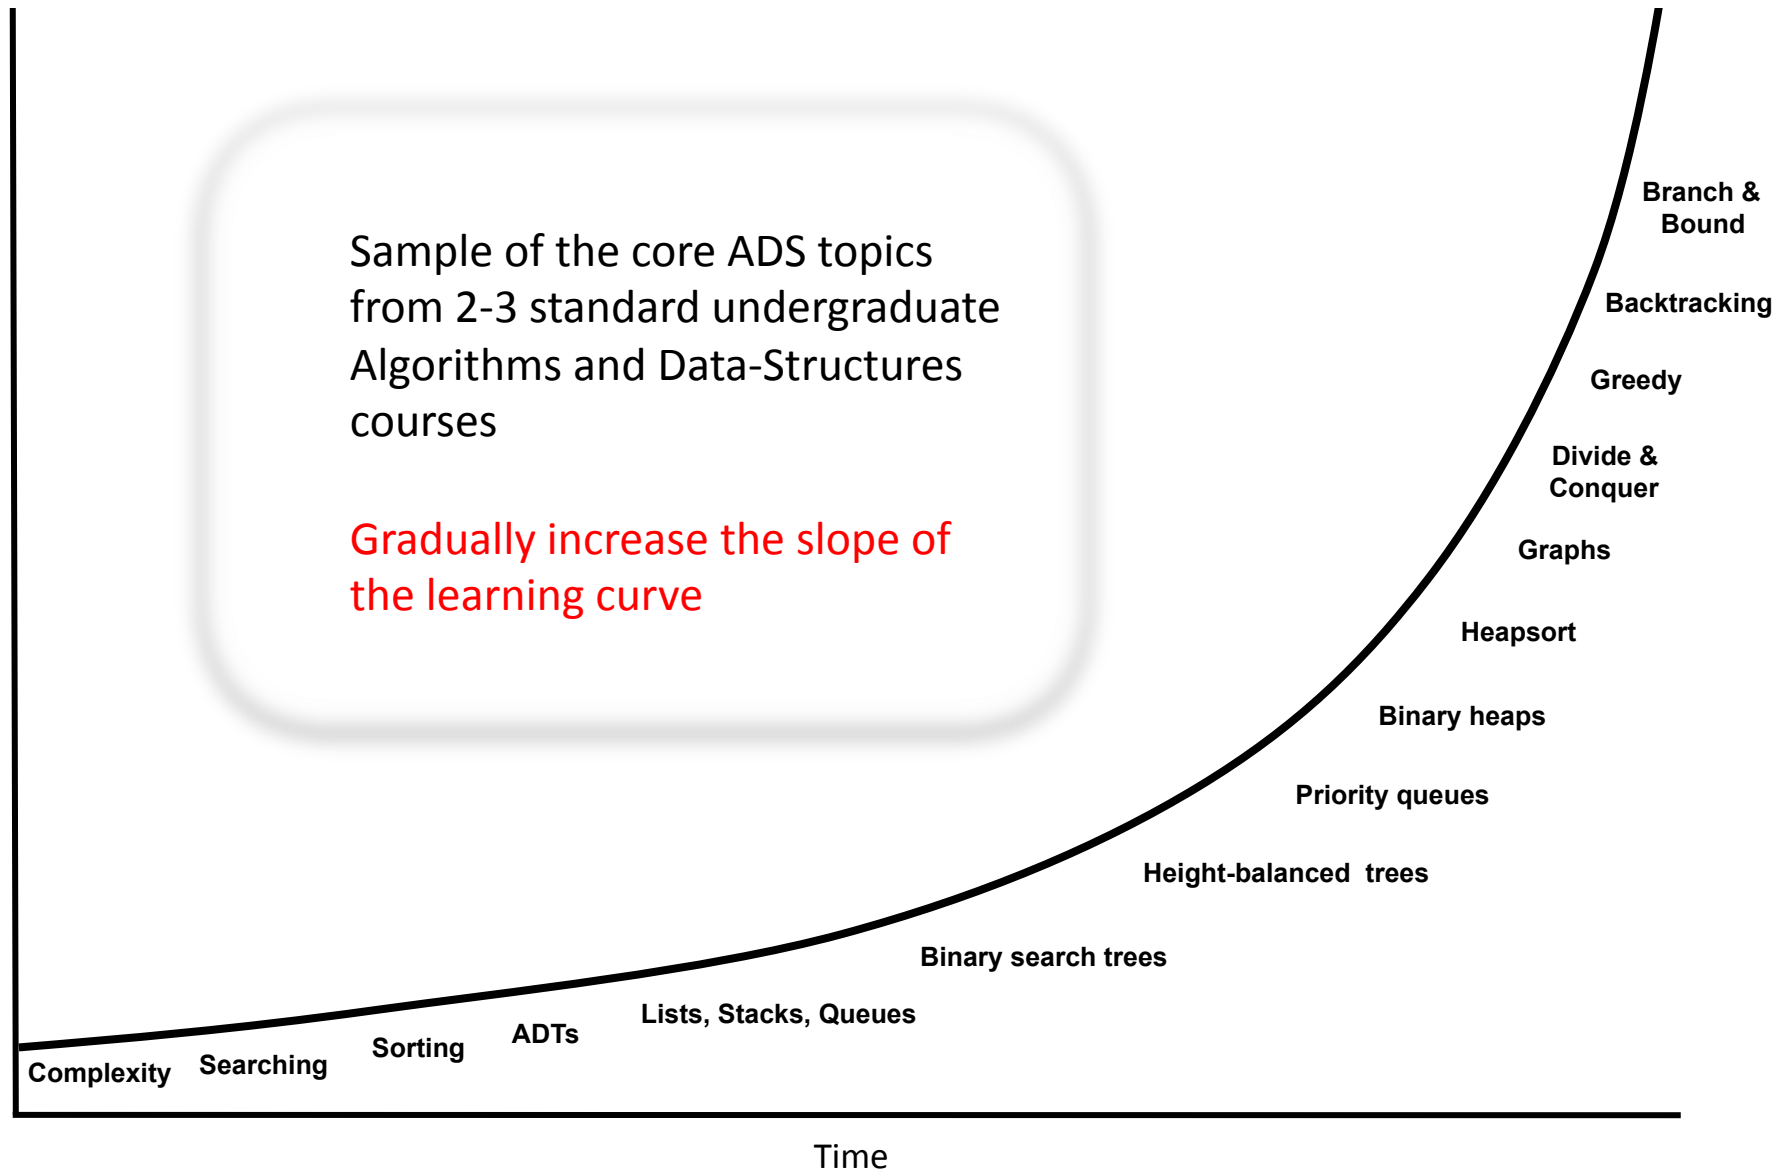 Sample of the core ADS topics
from 2-3 standard undergraduate
Algorithms and Data-Structures
courses
Gradually increase the slope of
the learning curve
Branch &
Bound
Backtracking
Greedy
Divide &
Conquer
Graphs
Heapsort
Binary heaps
Priority queues
Height-balanced trees
Binary search trees
Lists, Stacks, Queues
ADTs
Sorting
Searching
Complexity
Time